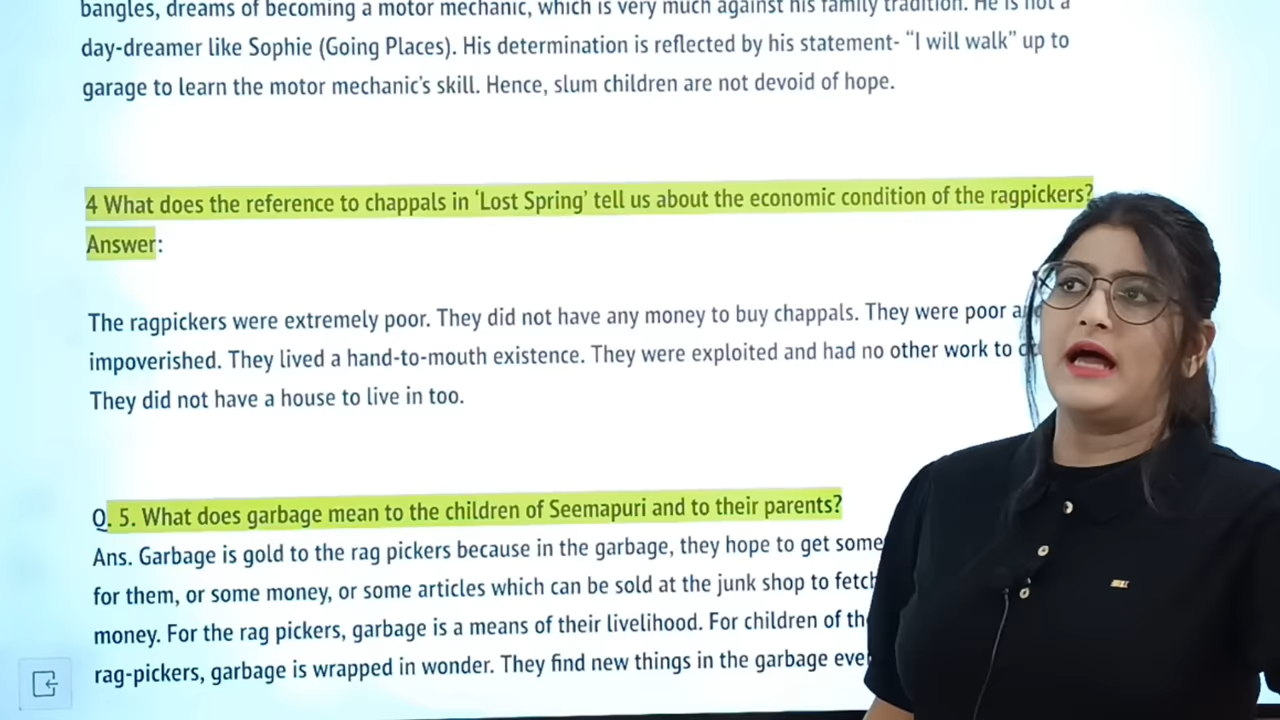 bangles, dreams of becoming a motor mechanic, which is very much against his family tradition. He is not a
day-dreamer like Sophie (Going Places). His determination is reflected by his statement- “I will walk” up to
garage to learn the motor mechanic's skill. Hence, slum children are not devoid of hope.
4 What does the reference to chappals in ‘Lost Spring’ tell us about the economic condition of the ragpickers?
Answer:
The ragpickers were extremely poor. They did not have any money to buy chappals. They were poor
impoverished. They lived a hand-to-mouth existence. They were exploited and had no other work to
They did not have a house to live in too.
Q. 5. What does garbage mean to the children of Seemapuri and to their parents?
Ans. Garbage is gold to the rag pickers because in the garbage, they hope to get some
for them, or some money, or some articles which can be sold at the junk shop to fetch
money. For the rag pickers, garbage is a means of their livelihood. For children of
rag-pickers, garbage is wrapped in wonder. They find new things in the garbage